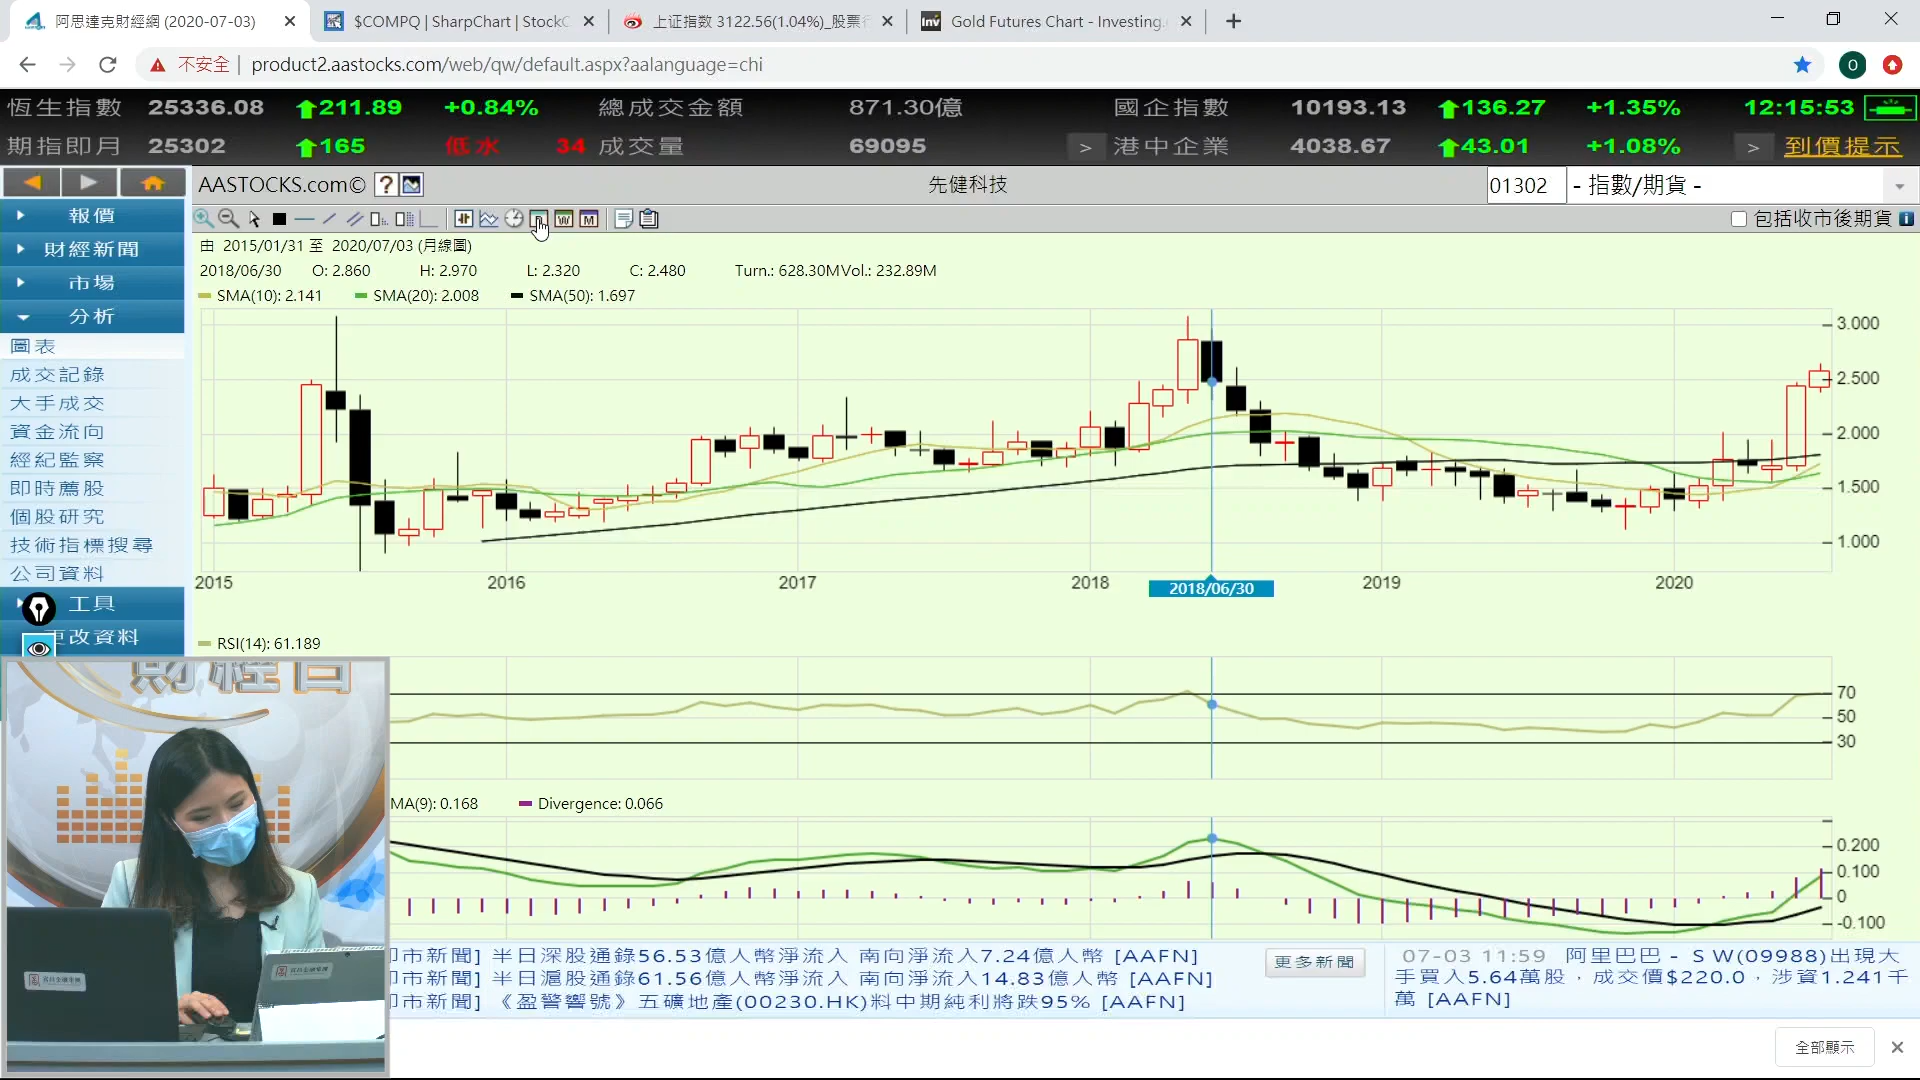 阿思達克財經網 (2020-07-03)
$COMPQ | SharpChart | StockC
上证指数 3122.56(1.04%)_股票行
Gold Futures Chart - Investing.
不安全 | product2.aastocks.com/web/qw/default.aspx?aalanguage=chi
O
恆生指數 25336.08 211.89 +0.84% 總成交金額 871.30億 國企指數 10193.13 136.27 +1.35% 12:15:53
期指即月 25302 165 低水 34 成交量 69095 > 港中企業 4038.67 43.01 +1.08% > 到價提示
AASTOCKS.com© ? 先健科技 01302 - 指數/期貨 -
W M 包括收市後期貨 i
報價
財經新聞
市場
分析
圖表
成交記錄
大手成交
資金流向
經紀監察
即時薦股
個股研究
技術指標搜尋
公司資料
工具
更改資料
由 2015/01/31 至 2020/07/03 (月線圖)
2018/06/30 O: 2.860 H: 2.970 L: 2.320 C: 2.480 Turn.: 628.30M Vol.: 232.89M
SMA(10): 2.141 SMA(20): 2.008 SMA(50): 1.697
3.000
2.500
2.000
1.500
1.000
2015 2016 2017 2018 2018/06/30 2019 2020
RSI(14): 61.189
70
50
30
MA(9): 0.168 Divergence: 0.066
0.200
0.100
0
-0.100
市新聞] 半日深股通錄56.53億人幣淨流入 南向淨流入7.24億人幣 [AAFN]
市新聞] 半日滬股通錄61.56億人幣淨流入 南向淨流入14.83億人幣 [AAFN]
市新聞] 《盈警響號》五礦地產(00230.HK)料中期純利將跌95% [AAFN]
更多新聞
07-03 11:59 阿里巴巴 - S W(09988)出現大
手買入5.64萬股，成交價$220.0，涉資1.241千
萬 [AAFN]
財經台
全部顯示